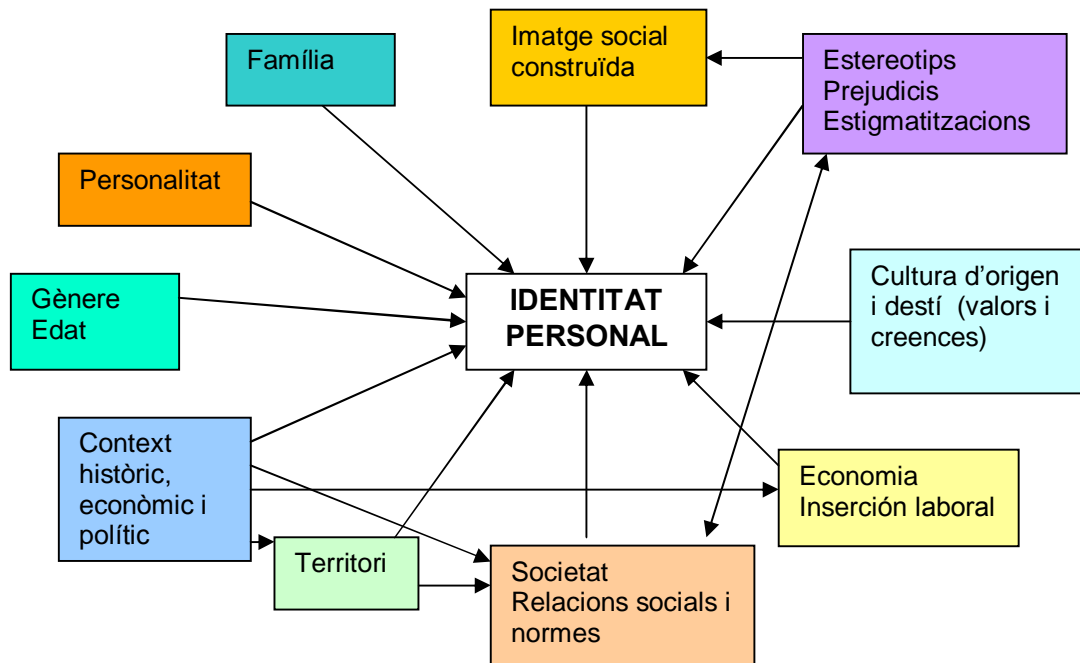 Família
Imatge social
construïda
Estereotips
Prejudicis
Estigmatitzacions
Personalitat
Gènere
Edat
IDENTITAT
PERSONAL
Cultura d’origen
i destí (valors i
creences)
Context
històric,
econòmic i
polític
Territori
Societat
Relacions socials i
normes
Economia
Inserción laboral